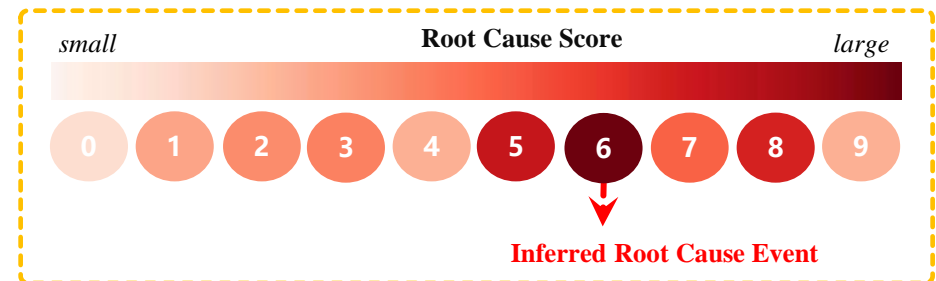 small Root Cause Score large
0 1 2 3 4 5 6 7 8 9
Inferred Root Cause Event